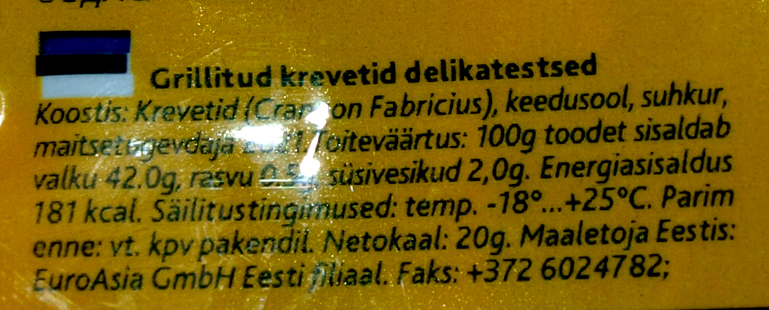 Grillitud krevetid delikatestsed
Koostis: Krevetid Fabricius), keedusool, suhkur,
Toiteväärtus: 100g toodet sisaldab
valku 42.0g, rasvu süsivesikud 2,0g. Energiasisaldus
181 kcal. Säilitustingimused: temp. -18°...+25°C. Parim
enne: vt. kpv pakendil. Netokaal: 20g. Maaletoja Eestis:
EuroAsia GmbH Eesti filiaal. Faks: +372 6024782;